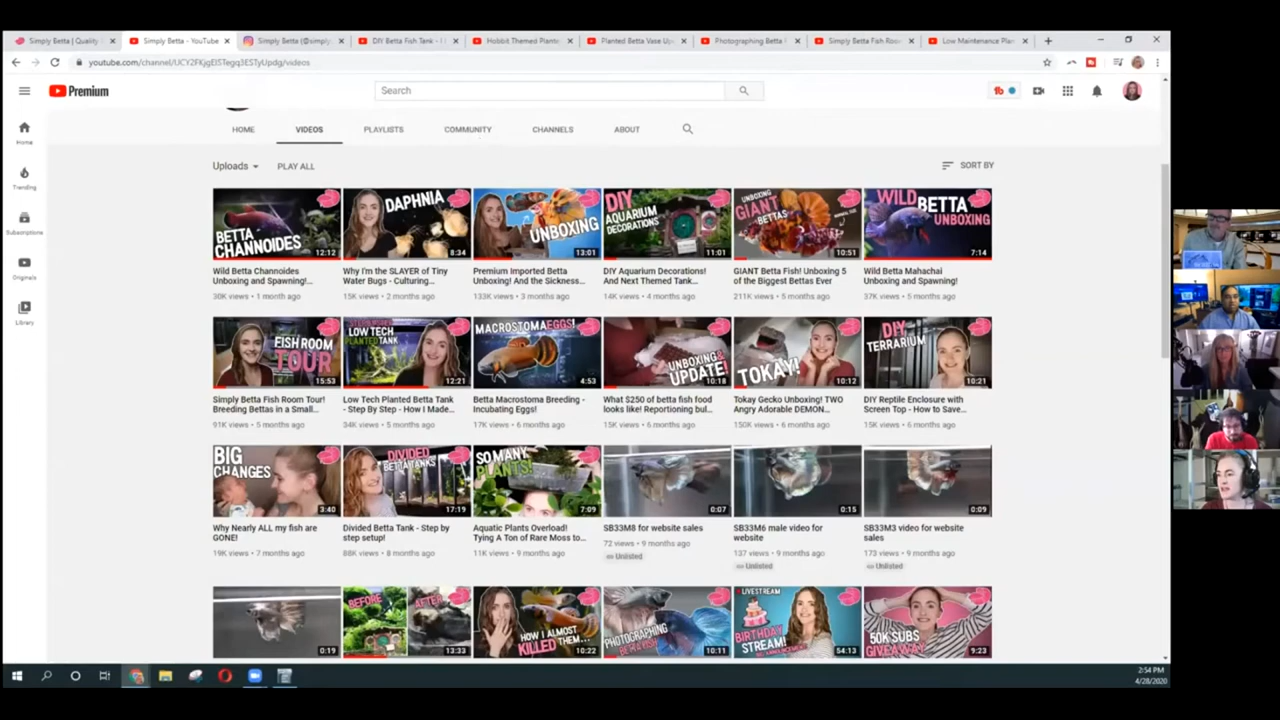 Simply Betta | Quality
Simply Betta - YouTube
Simply Betta (@simply
DIY Betta Fish Tank - I
Hobbit Themed Plante
Planted Betta Vase Up
Photographing Betta
Simply Betta Fish Roo
Low Maintenance Plan
youtube.com/channel/UCY2FKjgEISTegq3ESTyUpdg/videos
Premium
Search
HOME
VIDEOS
PLAYLISTS
COMMUNITY
CHANNELS
ABOUT
Home
Trending
Subscriptions
Originals
Library
Uploads
PLAY ALL
SORT BY
BETTA CHANNOIDES
12:12
DAPHNIA
8:34
UNBOXING
13:01
DIY AQUARIUM DECORATIONS
11:01
UNBOXING GIANT BETTAS
10:51
WILD BETTA UNBOXING
7:14
Wild Betta Channoides
Unboxing and Spawning!...
30K views • 1 month ago
Why I'm the SLAYER of Tiny
Water Bugs - Culturing...
15K views • 2 months ago
Premium Imported Betta
Unboxing! And the Sickness...
133K views • 3 months ago
DIY Aquarium Decorations!
And Next Themed Tank...
14K views • 4 months ago
GIANT Betta Fish! Unboxing 5
of the Biggest Bettas Ever
211K views • 5 months ago
Wild Betta Mahachai
Unboxing and Spawning!
37K views • 5 months ago
FISH ROOM TOUR
15:53
LOW TECH PLANTED TANK
12:21
MACROSTOMA EGGS!
4:53
UNBOXING & UPDATE!
10:18
TOKAY!
10:12
DIY TERRARIUM
10:21
Simply Betta Fish Room Tour!
Breeding Bettas in a Small...
91K views • 5 months ago
Low Tech Planted Betta Tank
- Step By Step - How I Made...
34K views • 5 months ago
Betta Macrostoma Breeding -
Incubating Eggs!
17K views • 6 months ago
What $250 of betta fish food
looks like! Reportioning bul...
15K views • 6 months ago
Tokay Gecko Unboxing! TWO
Angry Adorable DEMON...
150K views • 6 months ago
DIY Reptile Enclosure with
Screen Top - How to Save...
15K views • 6 months ago
BIG CHANGES
3:40
DIVIDED BETTA TANKS
17:19
SO MANY PLANTS!
7:09
0:07
0:15
0:09
Why Nearly ALL my fish are
GONE!
19K views • 7 months ago
Divided Betta Tank - Step by
step setup!
88K views • 8 months ago
Aquatic Plants Overload!
Tying A Ton of Rare Moss to...
11K views • 9 months ago
SB33M8 for website sales
72 views • 9 months ago
Unlisted
SB33M6 male video for
website
137 views • 9 months ago
Unlisted
SB33M3 video for website
sales
173 views • 9 months ago
Unlisted
0:19
BEFORE
AFTER
13:33
HOW I ALMOST KILLED THEM...
10:22
PHOTOGRAPHING BETTA FISH
10:11
LIVESTREAM
BIRTHDAY STREAM!
54:13
50K SUBS GIVEAWAY
9:23
2:54 PM
4/28/2020